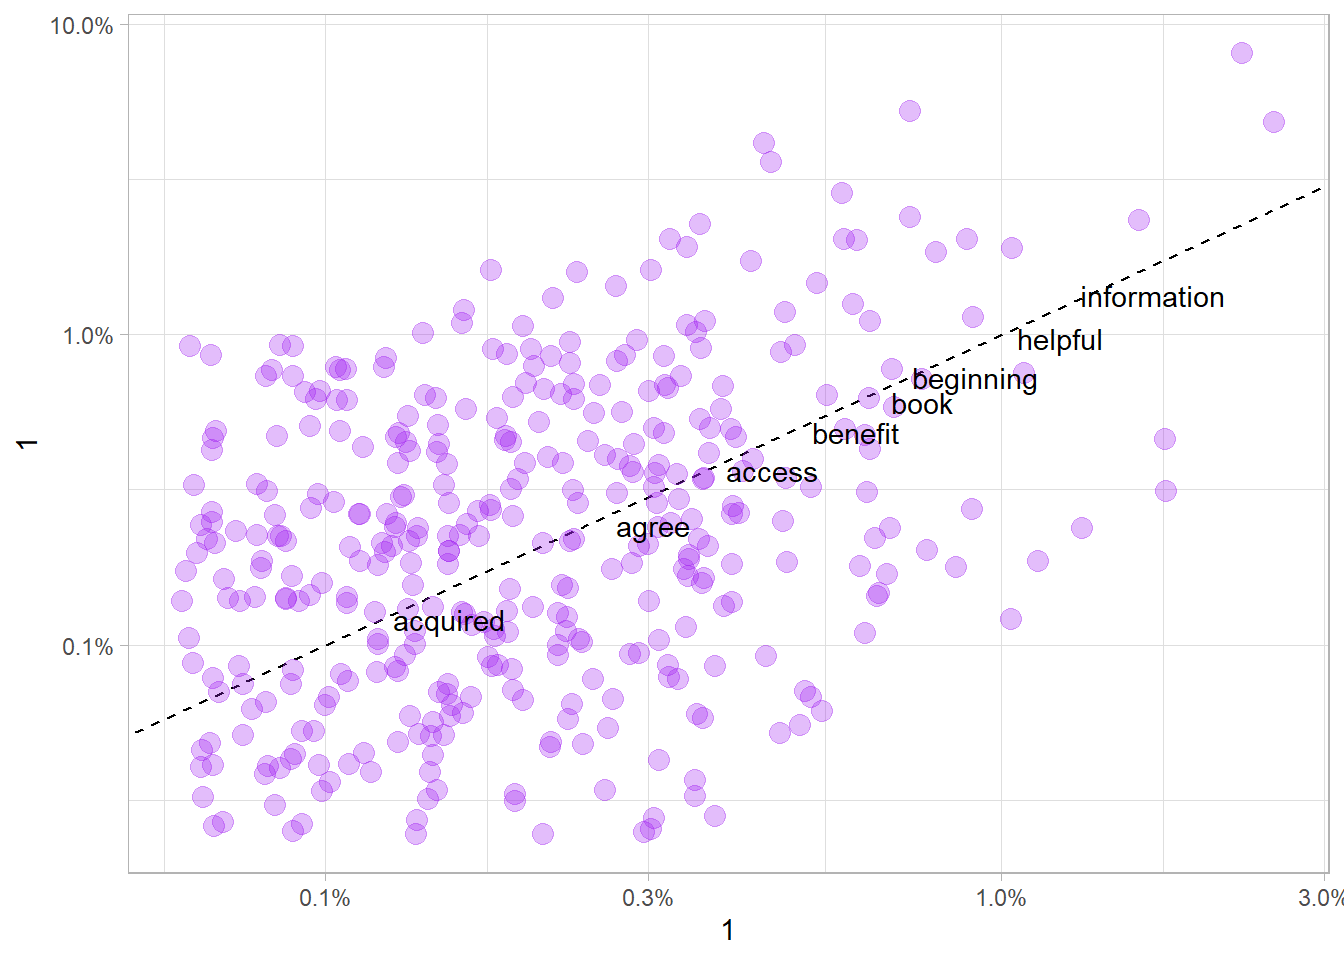 10.0%
1.0%
0.1%
1
information
helpful
beginning
book
benefit
access
agree
acquired
0.1% 0.3% 1.0% 3.0%
1